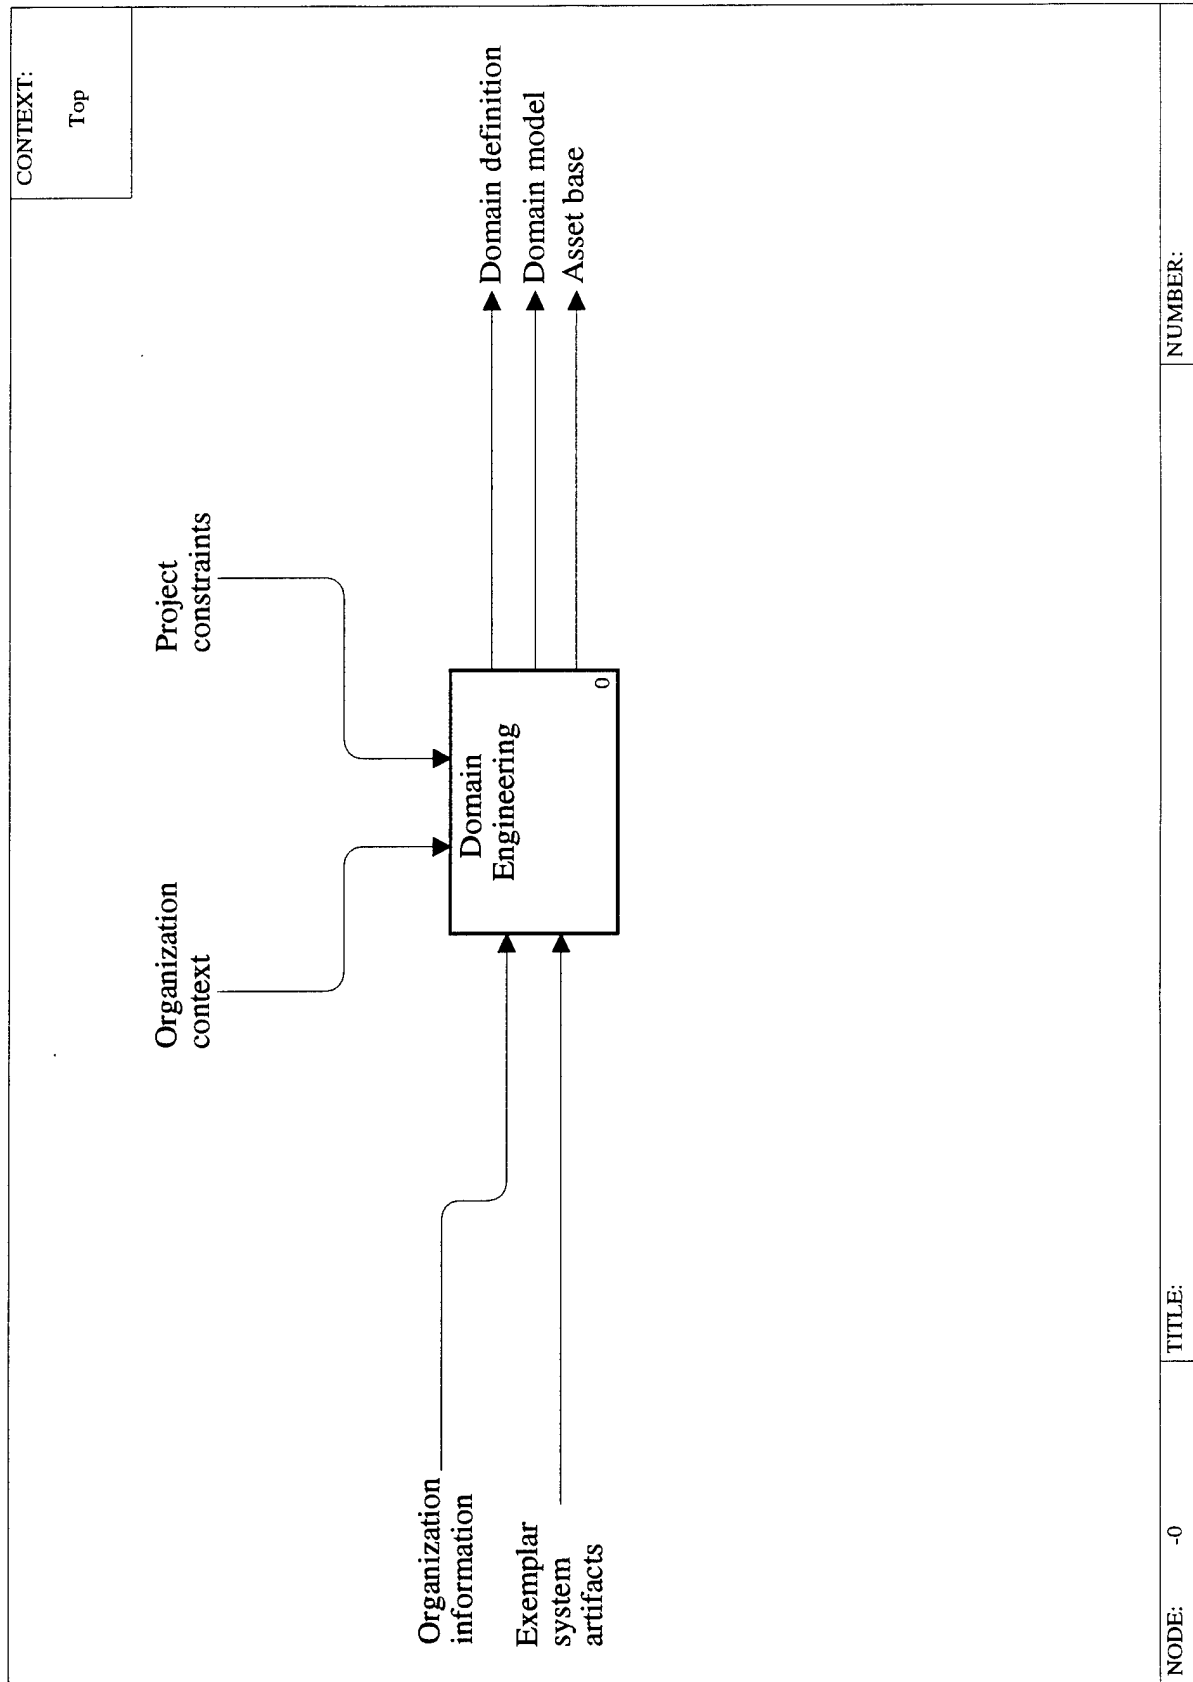 CONTEXT:
Top
Organization
context
Project
constraints
Organization
information
Exemplar
system
artifacts
Domain
Engineering
0
Domain definition
Domain model
Asset base
NODE:
-0
TITLE:
NUMBER: